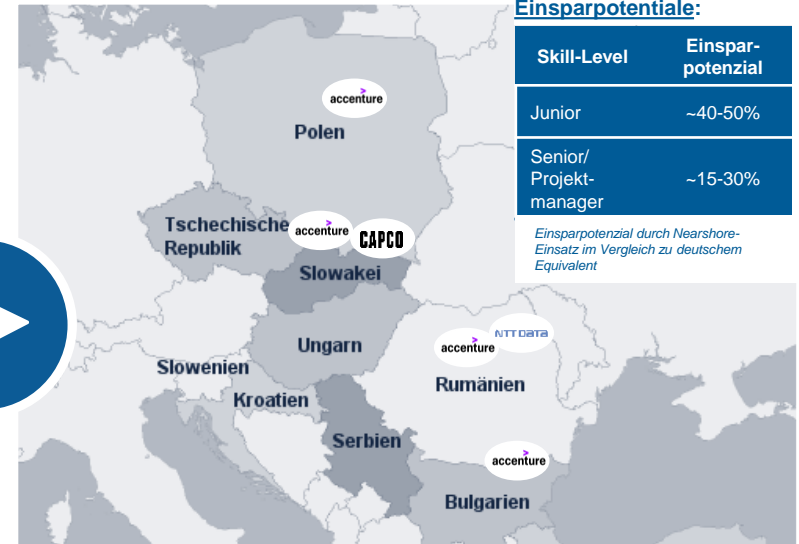 Einsparpotentiale:
Skill-Level
Einspar-
potenzial
Junior
~40-50%
Senior/
Projekt-
manager
~15-30%
Einsparpotenzial durch Nearshore-
Einsatz im Vergleich zu deutschem
Equivalent
accenture
Polen
Tschechische
Republik
accenture
CAPCO
Slowakei
Ungarn
Slowenien
Kroatien
Serbien
accenture
NTT DATA
Rumänien
accenture
Bulgarien